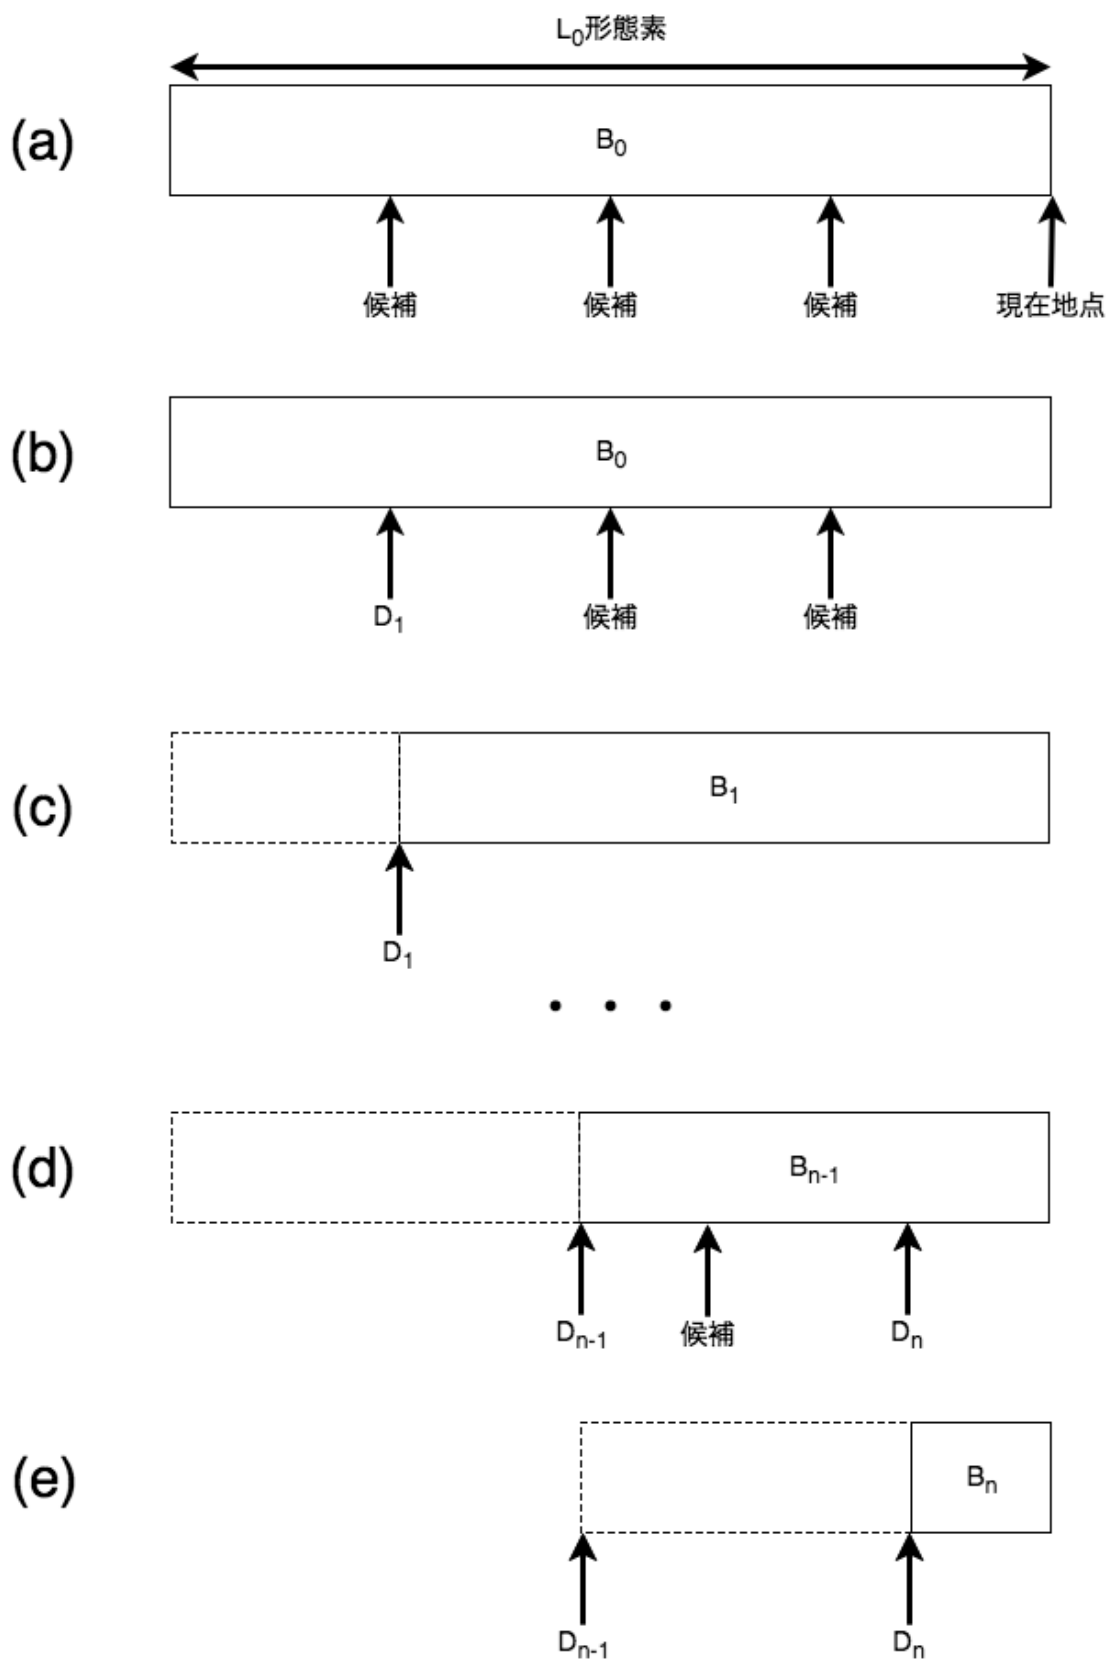 L0形態素
(a)
B0
候補 候補 候補 現在地点
(b)
B0
D1 候補 候補
(c)
B1
D1
・ ・ ・
(d)
Bn-1
Dn-1 候補 Dn
(e)
Bn
Dn-1 Dn